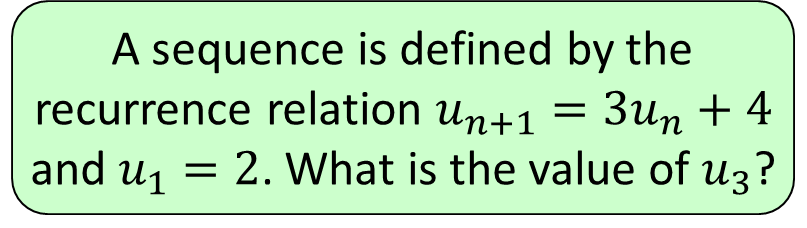 A sequence is defined by the
recurrence relation 𝑢ₙ₊₁ = 3𝑢ₙ + 4
and 𝑢₁ = 2. What is the value of 𝑢₃?